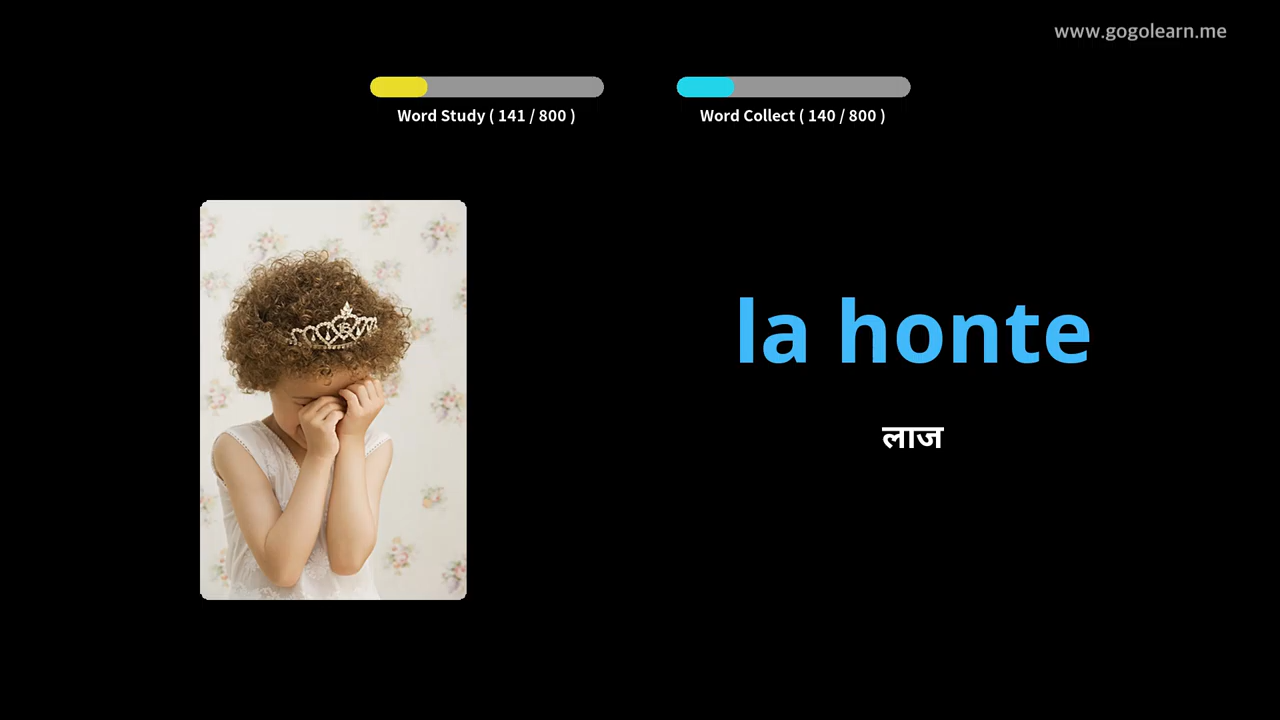 www.gogolearn.me
Word Study ( 141 / 800 )
Word Collect ( 140 / 800 )
la honte
लाज